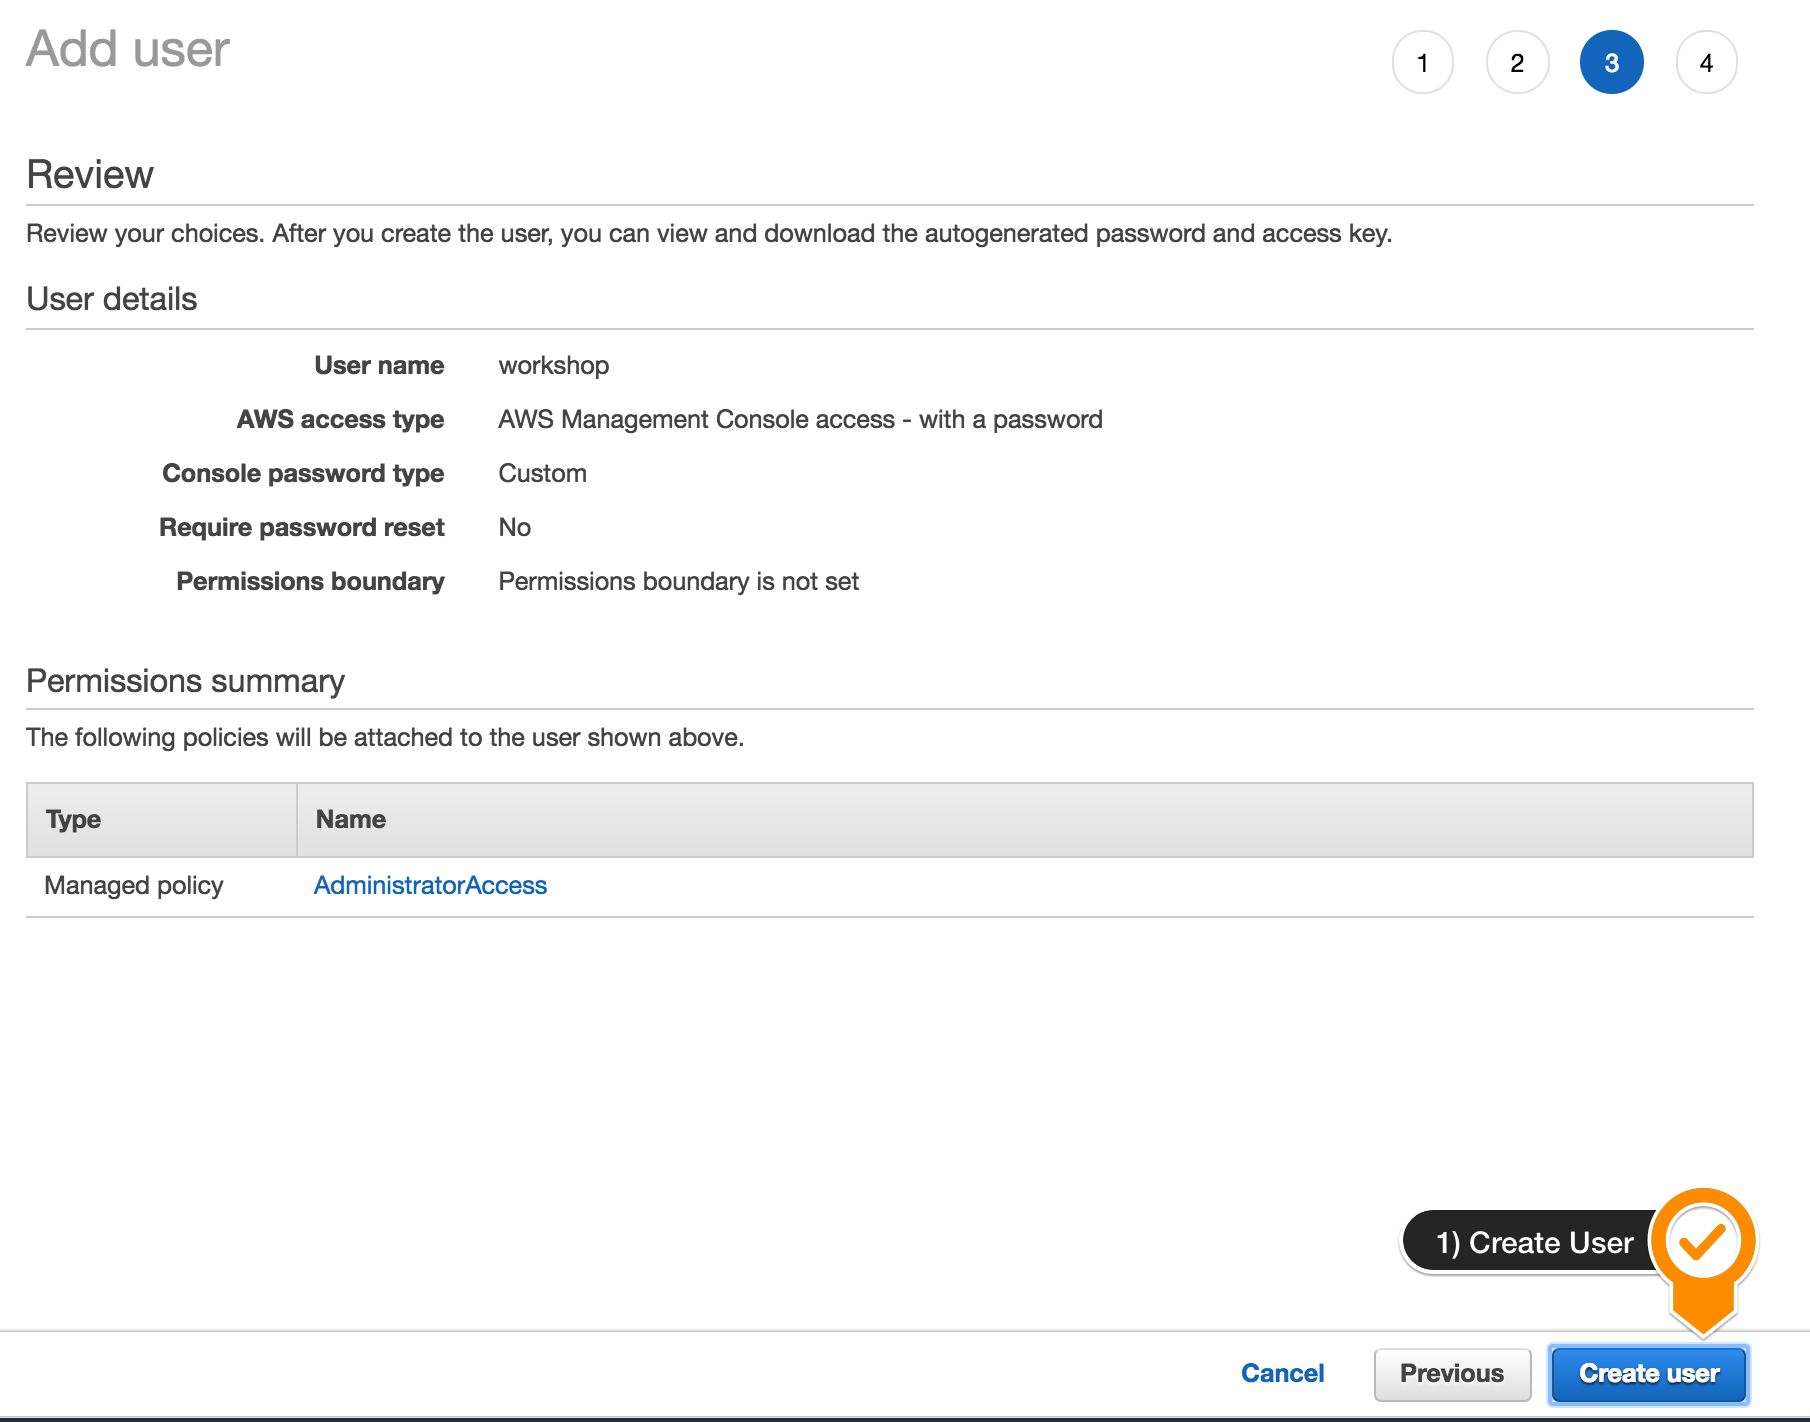 Add user
1 2 3 4
Review
Review your choices. After you create the user, you can view and download the autogenerated password and access key.
User details
User name workshop
AWS access type AWS Management Console access - with a password
Console password type Custom
Require password reset No
Permissions boundary Permissions boundary is not set
Permissions summary
The following policies will be attached to the user shown above.
Type Name
Managed policy AdministratorAccess
1) Create User
Cancel Previous Create user